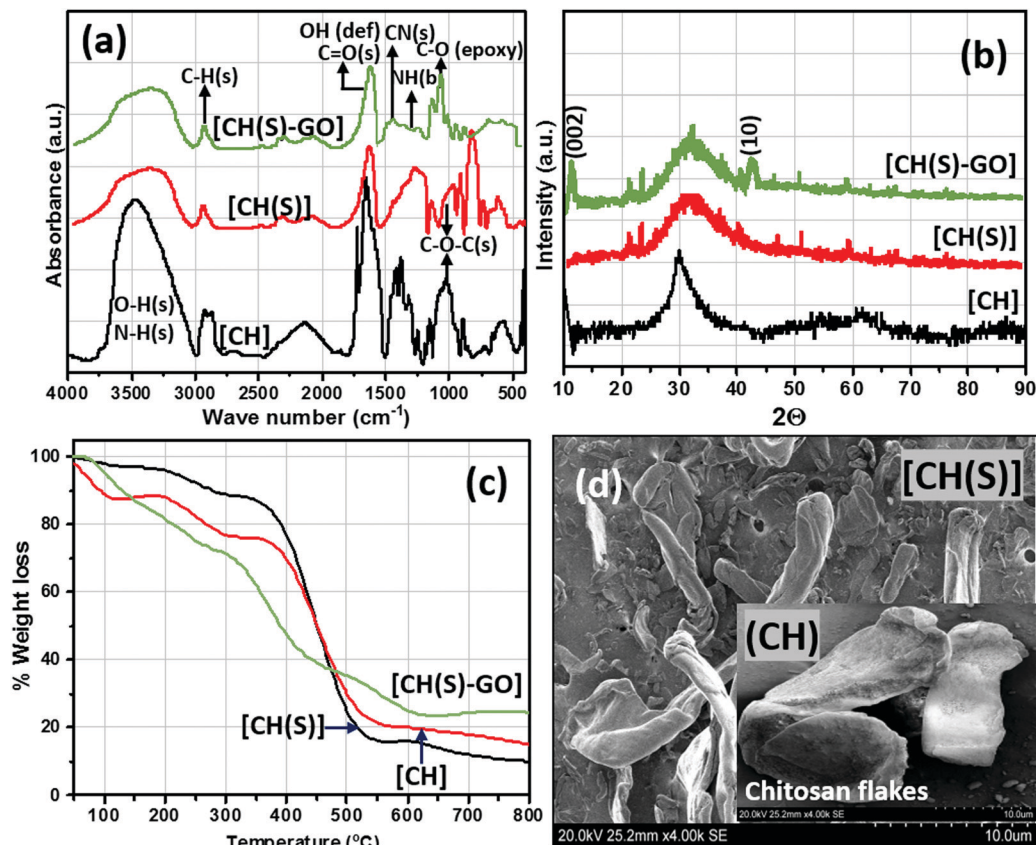 (a)
OH (def)
C=O(s)
CN(s)
C-O (epoxy)
C-H(s)
NH(b
[CH(S)-GO]
[CH(S)]
C-O-C(s)
O-H(s)
N-H(s)
[CH]
Absorbance (a.u.)
4000 3500 3000 2500 2000 1500 1000
Wave number (cm-1)
(b)
(002)
(10)
[CH(S)-GO]
[CH(S)]
[CH]
Intensity (a.u.)
10 20 30 40 50 60 70 80 90
2Θ
(c)
100
80
60
40
20
0
% Weight loss
[CH(S)-GO]
[CH(S)]
[CH]
100 200 300 400 500 600 700 800
Temperature (ºC)
(d)
[CH(S)]
(CH)
Chitosan flakes
20.0kV 25.2mm x4.00k SE
10.0um
20.0kV 25.2mm x4.00k SE
10.0um